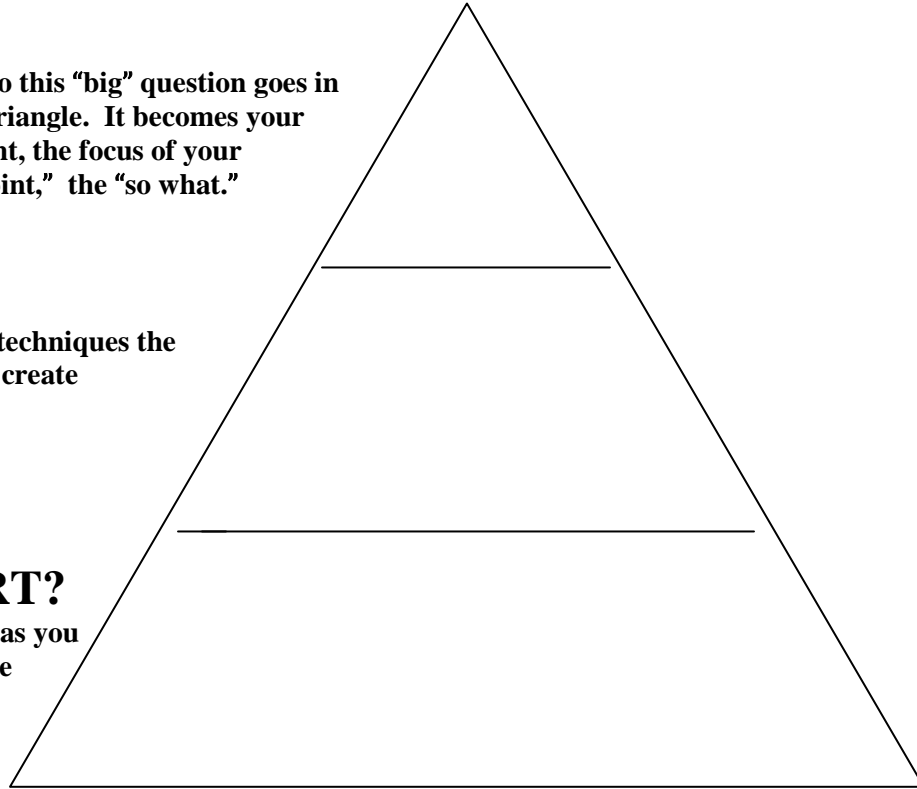 o this “big” question goes in
riangle. It becomes your
nt, the focus of your
int,” the “so what.”
techniques the
create
RT?
as you
e